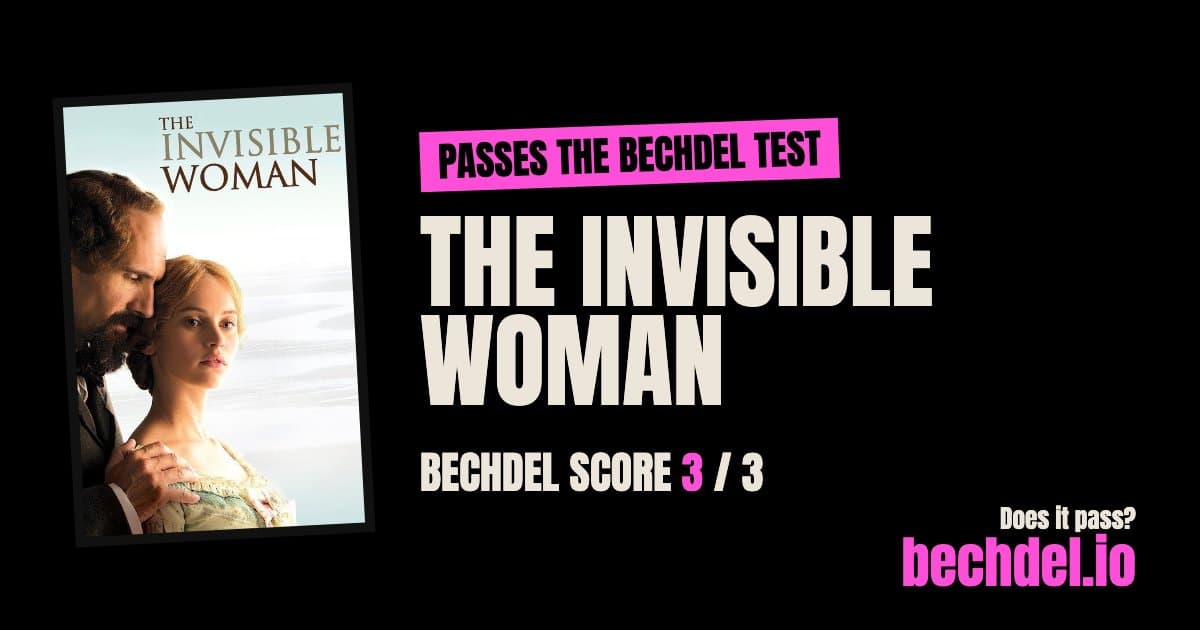 THE
INVISIBLE
WOMAN
PASSES THE BECHDEL TEST
THE INVISIBLE
WOMAN
BECHDEL SCORE 3 / 3
Does it pass?
bechdel.io